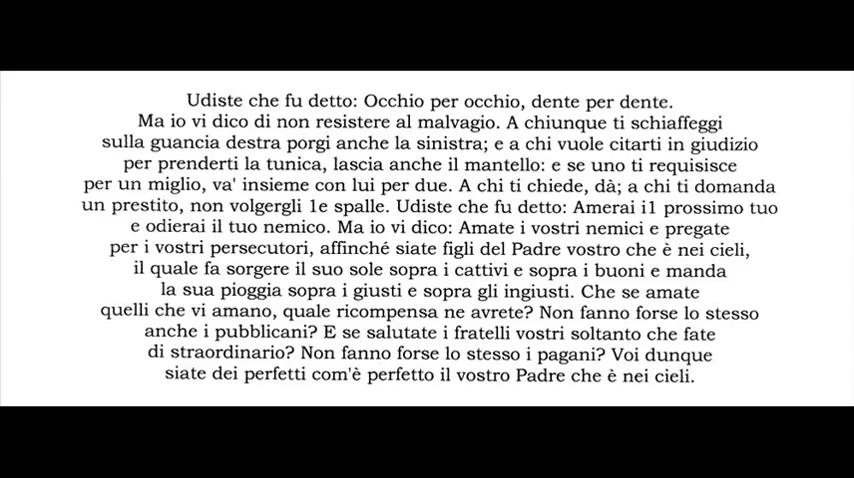 Udiste che fu detto: Occhio per occhio, dente per dente.
Ma io vi dico di non resistere al malvagio. A chiunque ti schiaffeggi
sulla guancia destra porgi anche la sinistra; e a chi vuole citarti in giudizio
per prenderti la tunica, lascia anche il mantello: e se uno ti requisisce
per un miglio, va' insieme con lui per due. A chi ti chiede, dà; a chi ti domanda
un prestito, non volgergli 1e spalle. Udiste che fu detto: Amerai i1 prossimo tuo
e odierai il tuo nemico. Ma io vi dico: Amate i vostri nemici e pregate
per i vostri persecutori, affinché siate figli del Padre vostro che è nei cieli,
il quale fa sorgere il suo sole sopra i cattivi e sopra i buoni e manda
la sua pioggia sopra i giusti e sopra gli ingiusti. Che se amate
quelli che vi amano, quale ricompensa ne avrete? Non fanno forse lo stesso
anche i pubblicani? E se salutate i fratelli vostri soltanto che fate
di straordinario? Non fanno forse lo stesso i pagani? Voi dunque
siate dei perfetti com'è perfetto il vostro Padre che è nei cieli.